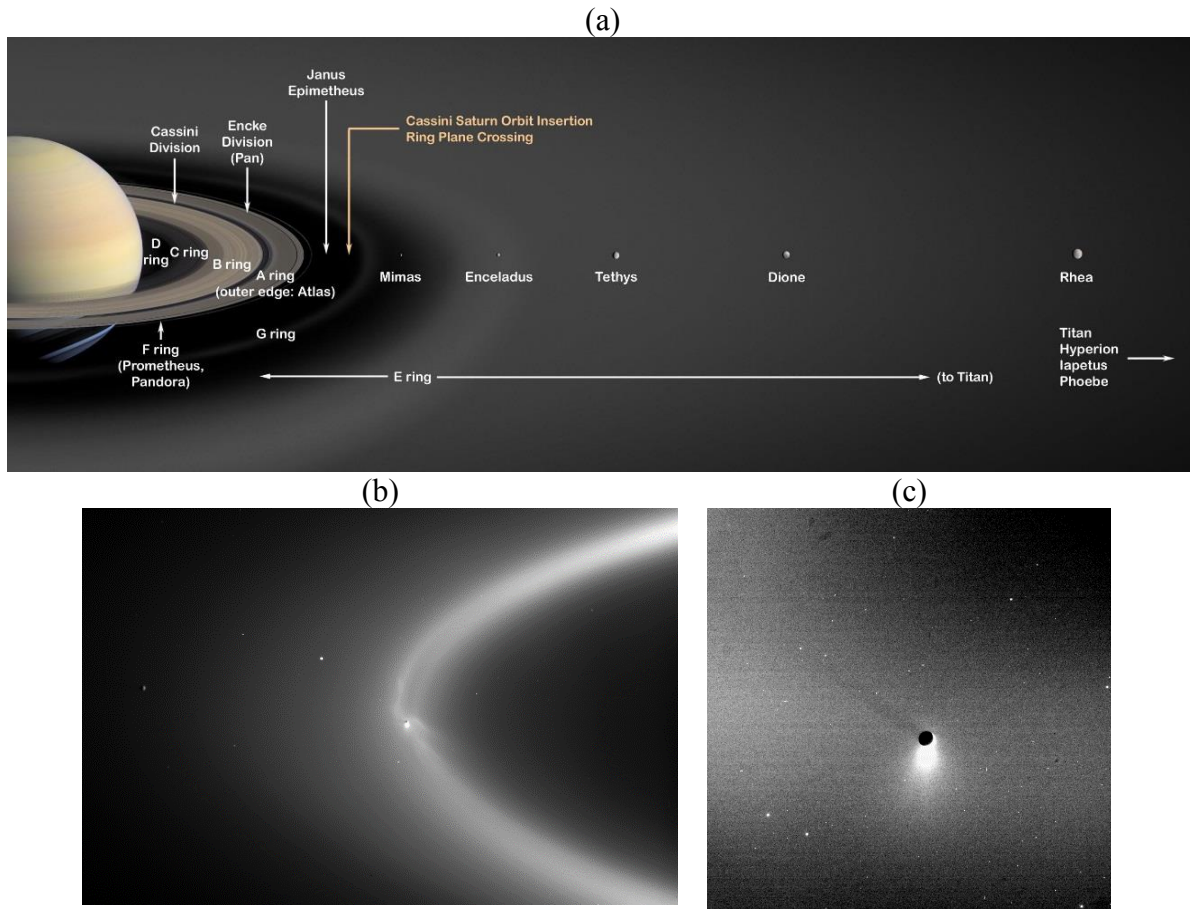 (a)
Janus
Epimetheus
Cassini Saturn Orbit Insertion
Ring Plane Crossing
Encke
Division
(Pan)
Cassini
Division
D
ring
C ring
B ring
A ring
(outer edge: Atlas)
Mimas
Enceladus
Tethys
Dione
Rhea
G ring
F ring
(Prometheus,
Pandora)
E ring
(to Titan)
Titan
Hyperion
Iapetus
Phoebe
(b)
(c)